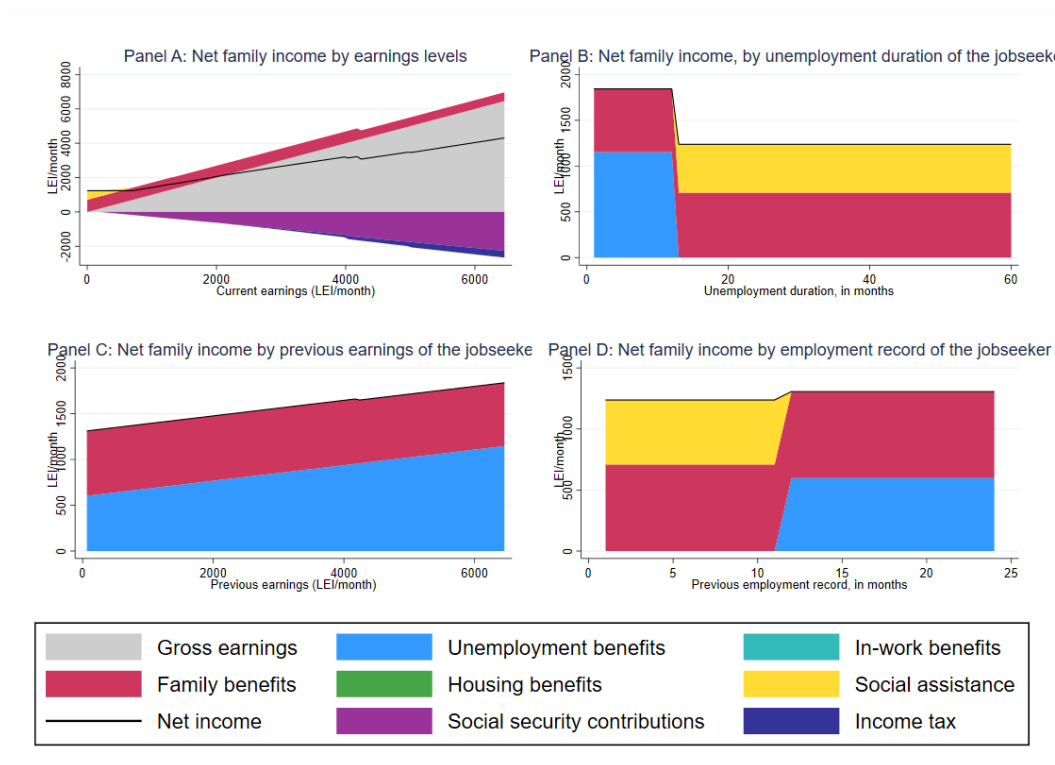 Panel A: Net family income by earnings levels
LEI/month
8000
6000
4000
2000
0
-2000
0 2000 4000 6000
Current earnings (LEI/month)
Panel B: Net family income, by unemployment duration of the jobseeke
LEI/month
2000
1500
1000
500
0
20 40 60
Unemployment duration, in months
Panel C: Net family income by previous earnings of the jobseeke
LEI/month
2000
1500
1000
500
0
0 2000 4000 6000
Previous earnings (LEI/month)
Panel D: Net family income by employment record of the jobseeker
LEI/month
1500
1000
500
0
0 5 10 15 20 25
Previous employment record, in months
Gross earnings Unemployment benefits In-work benefits
Family benefits Housing benefits Social assistance
Net income Social security contributions Income tax